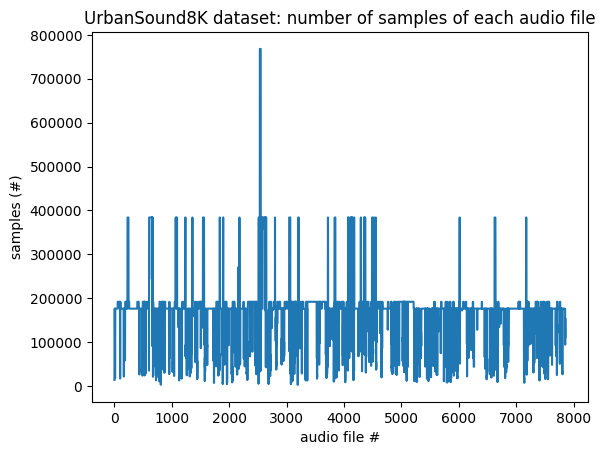 UrbanSound8K dataset: number of samples of each audio file
800000
700000
600000
500000
400000
300000
200000
100000
0
samples (#)
0 1000 2000 3000 4000 5000 6000 7000 8000
audio file #